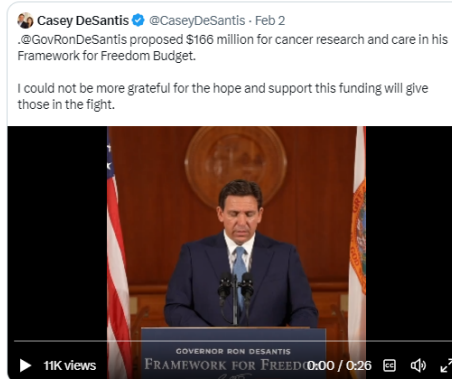 Casey DeSantis @CaseyDeSantis · Feb 2
.@GovRonDeSantis proposed $166 million for cancer research and care in his
Framework for Freedom Budget.
I could not be more grateful for the hope and support this funding will give
those in the fight.
GOVERNOR RON DESANTIS
FRAMEWORK FOR FREEDO
11K views
0:00 / 0:26
CC